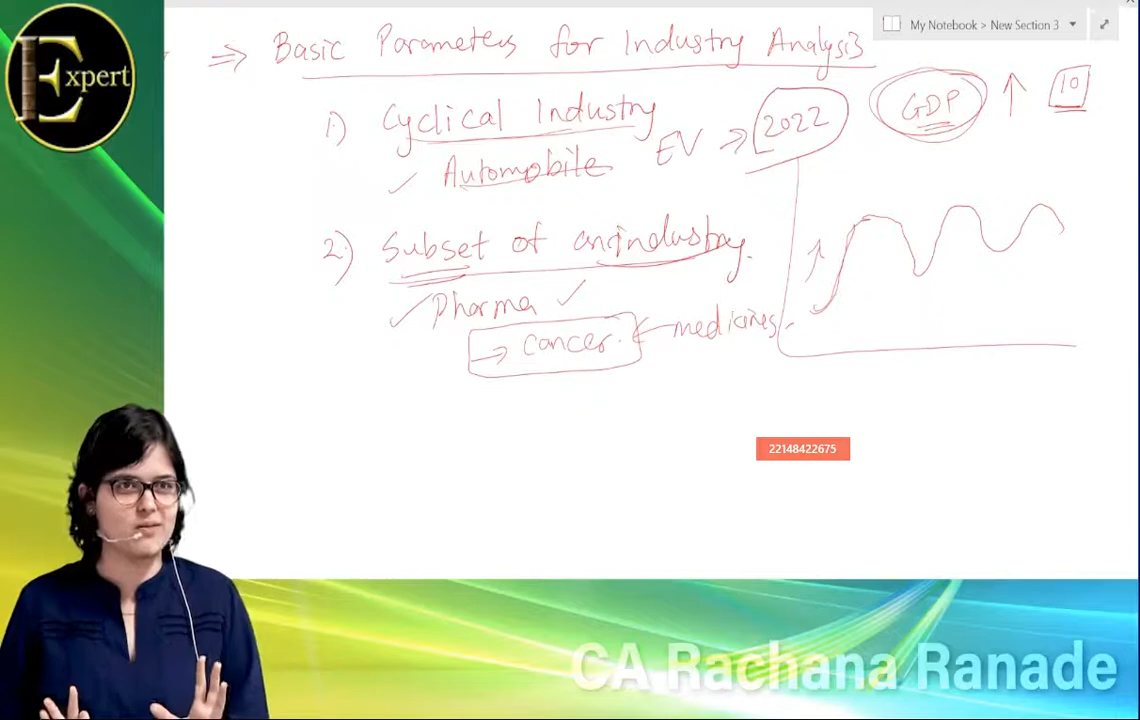 Expert
My Notebook > New Section 3
⇒ Basic Parameters for Industry Analysis
1) Cyclical Industry
Automobile
EV ⇒ 2022
GDP ↑ 10
2) Subset of an industry.
Pharma ✓
→ cancer. ← medicines
22148422675
CA Rachana Ranade